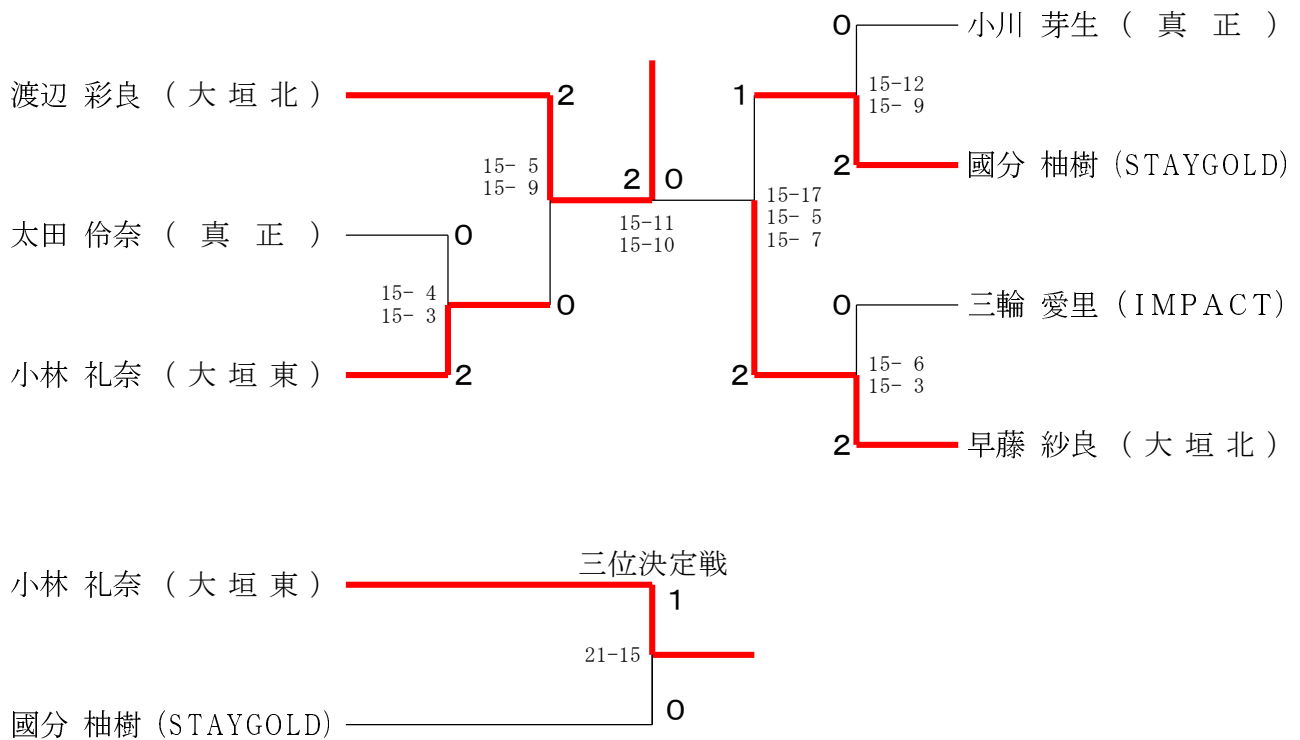 小川 芽生 ( 真 正 )
0
15-12
15- 9
2
國分 柚樹 (STAYGOLD)
渡辺 彩良 ( 大 垣 北 )
2
1
15- 5
15- 9
2 0
15-11
15-10
15-17
15- 5
15- 7
太田 伶奈 ( 真 正 )
0
15- 4
15- 3
0
小林 礼奈 ( 大 垣 東 )
2
2
0
三輪 愛里 (IMPACT)
15- 6
15- 3
2
早藤 紗良 ( 大 垣 北 )
三位決定戦
小林 礼奈 ( 大 垣 東 )
1
21-15
0
國分 柚樹 (STAYGOLD)